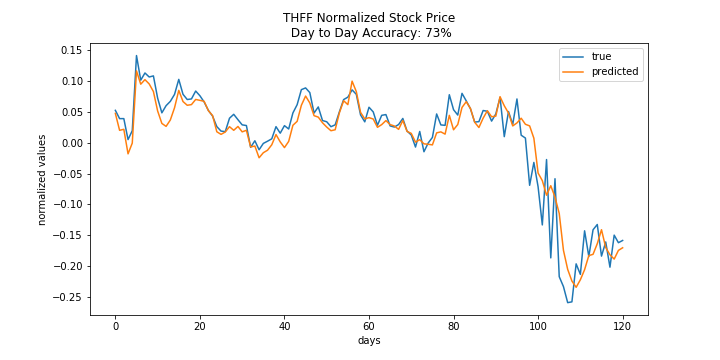 THFF Normalized Stock Price
Day to Day Accuracy: 73%
true
predicted
normalized values
0.15
0.10
0.05
0.00
−0.05
−0.10
−0.15
−0.20
−0.25
0
20
40
60
80
100
120
days